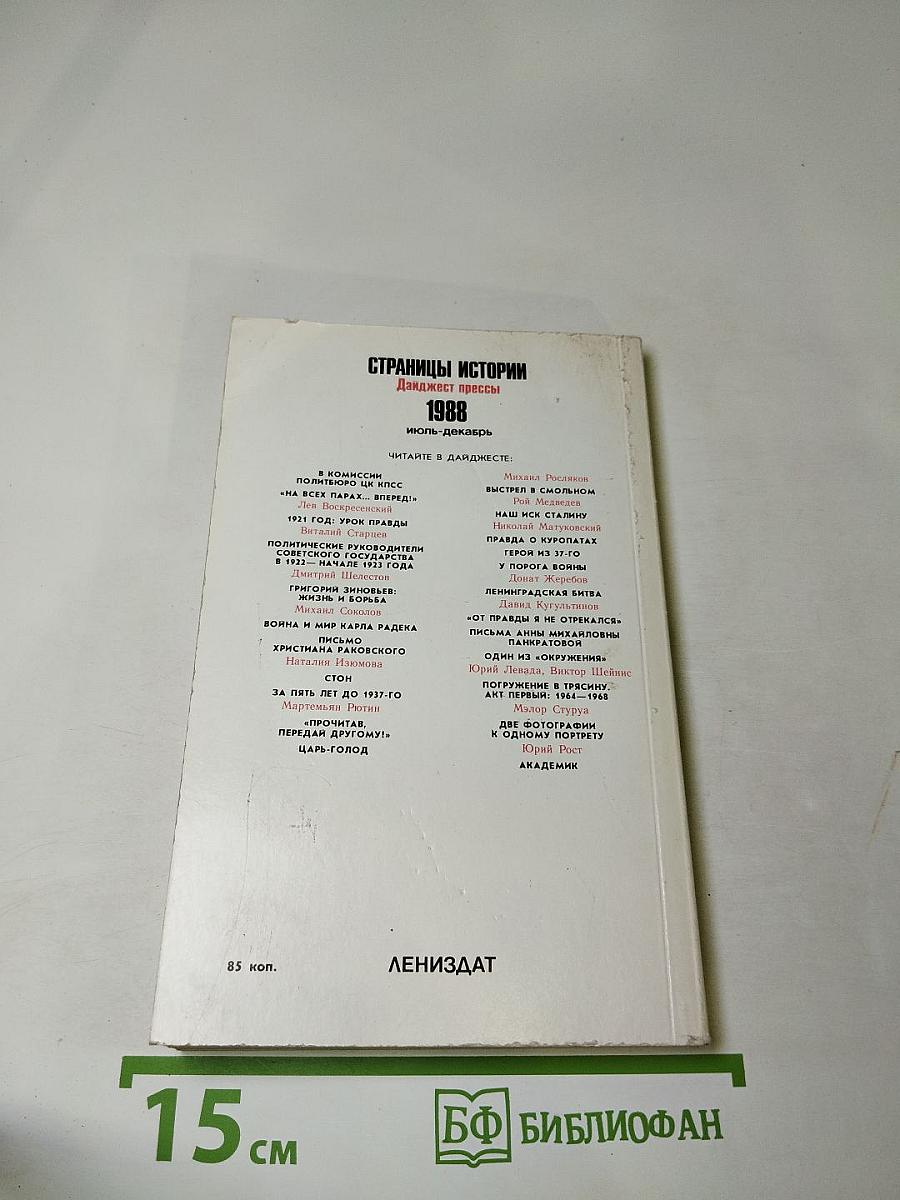 СТРАНИЦЫ ИСТОРИИ
Дайджест прессы
1988
июль-декабрь
ЧИТАЙТЕ В ДАЙДЖЕСТЕ:
В КОМИССИИ
ПОЛИТБЮРО ЦК КПСС
«НА ВСЕХ ПАРАХ... ВПЕРЕД!»
Лев Воскресенский
1921 ГОД: УРОК ПРАВДЫ
Виталий Старцев
ПОЛИТИЧЕСКИЕ РУКОВОДИТЕЛИ
СОВЕТСКОГО ГОСУДАРСТВА
В 1922— НАЧАЛЕ 1923 ГОДА
Дмитрий Шелестов
ГРИГОРИЙ ЗИНОВЬЕВ:
ЖИЗНЬ И БОРЬБА
Михаил Соколов
ВОЙНА И МИР КАРЛА РАДЕКА
ПИСЬМО
ХРИСТИАНА РАКОВСКОГО
Наталия Изюмова
СТОН
ЗА ПЯТЬ ЛЕТ ДО 1937-ГО
Мартемьян Рютин
«ПРОЧИТАВ,
ПЕРЕДАЙ ДРУГОМУ!»
ЦАРЬ-ГОЛОД
Михаил Росляков
ВЫСТРЕЛ В СМОЛЬНОМ
Рой Медведев
НАШ ИСК СТАЛИНУ
Николай Матуковский
ПРАВДА О КУРОПАТАХ
ГЕРОЙ ИЗ 37-ГО
У ПОРОГА ВОЙНЫ
Донат Жеребов
ЛЕНИНГРАДСКАЯ БИТВА
Давид Кугультинов
«ОТ ПРАВДЫ Я НЕ ОТРЕКАЛСЯ»
ПИСЬМА АННЫ МИХАЙЛОВНЫ
ПАНКРАТОВОЙ
ОДИН ИЗ «ОКРУЖЕНИЯ»
Юрий Левада, Виктор Шейнис
ПОГРУЖЕНИЕ В ТРЯСИНУ.
АКТ ПЕРВЫЙ: 1964—1968
Мэлор Стуруа
ДВЕ ФОТОГРАФИИ
К ОДНОМУ ПОРТРЕТУ
Юрий Рост
АКАДЕМИК
85 коп.
ЛЕНИЗДАТ
15 см
БФ БИБЛИОФАН